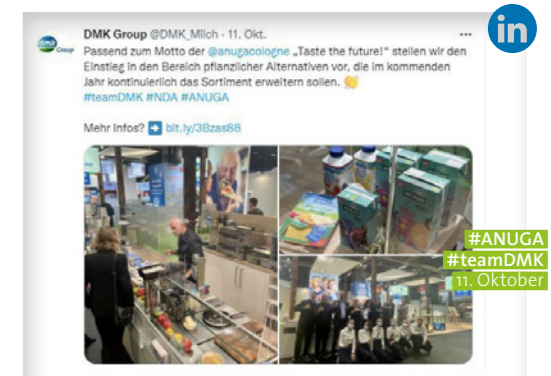 DMK Group @DMK_Milch · 11. Okt.
Passend zum Motto der @anugacologne „Taste the future!“ stellen wir den
Einstieg in den Bereich pflanzlicher Alternativen vor, die im kommenden
Jahr kontinuierlich das Sortiment erweitern sollen. 👏
#teamDMK #NDA #ANUGA
Mehr Infos? ➡️ bit.ly/3Bzas88
in
#ANUGA
#teamDMK
11. Oktober